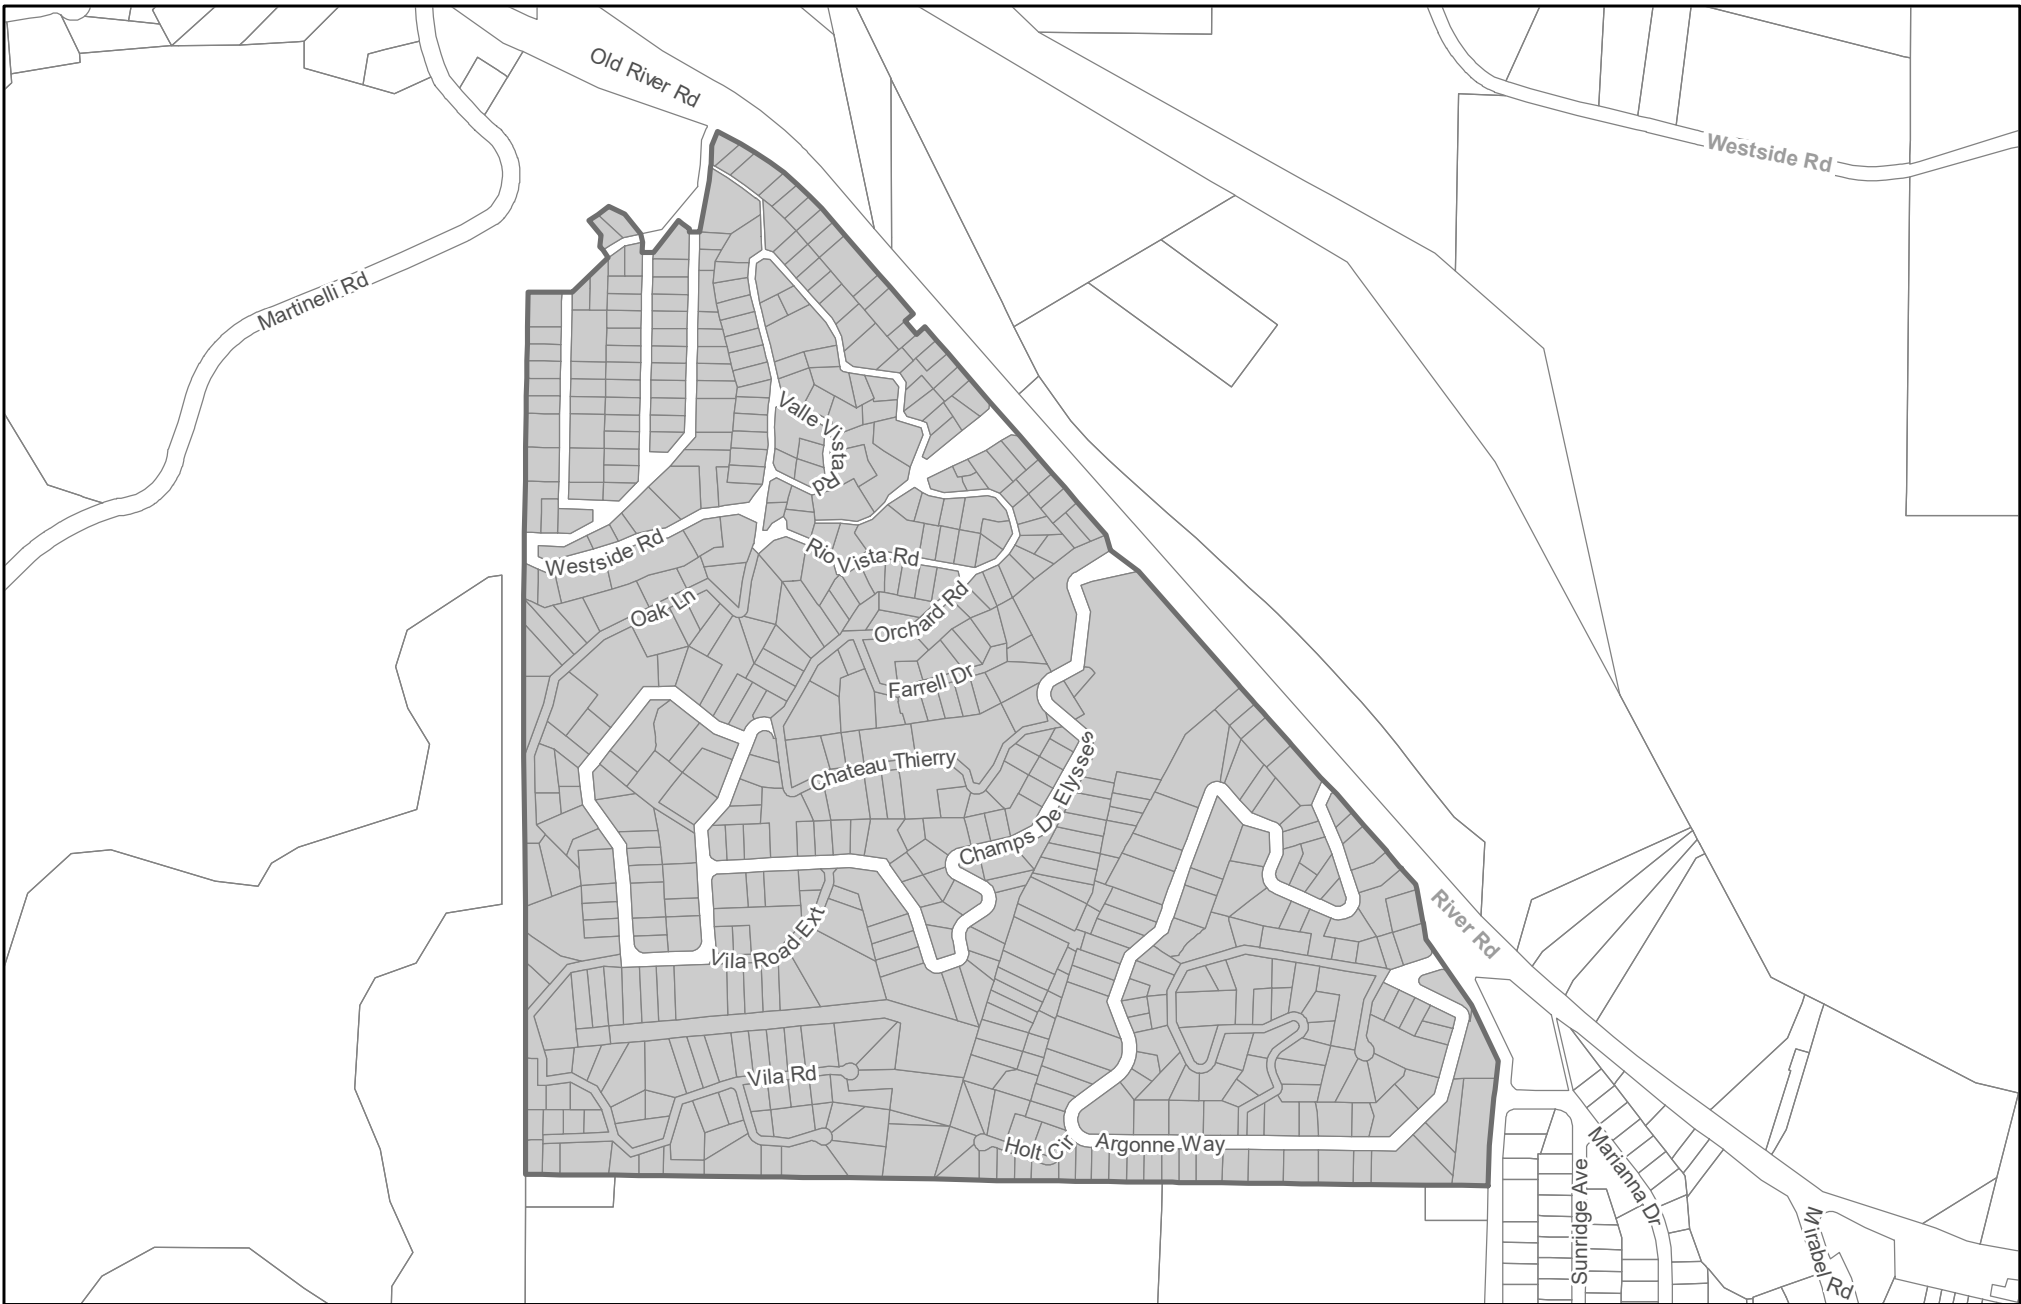 Old River Rd
Westside Rd
Martinelli Rd
Valle Vista Rd
Westside Rd
Rio Vista Rd
Oak Ln
Orchard Rd
Farrell Dr
Chateau Thierry
Champs De Elysses
River Rd
Vila Road Ext
Vila Rd
Holt Cir
Argonne Way
Marianna Dr
Sunridge Ave
Mirabel Rd